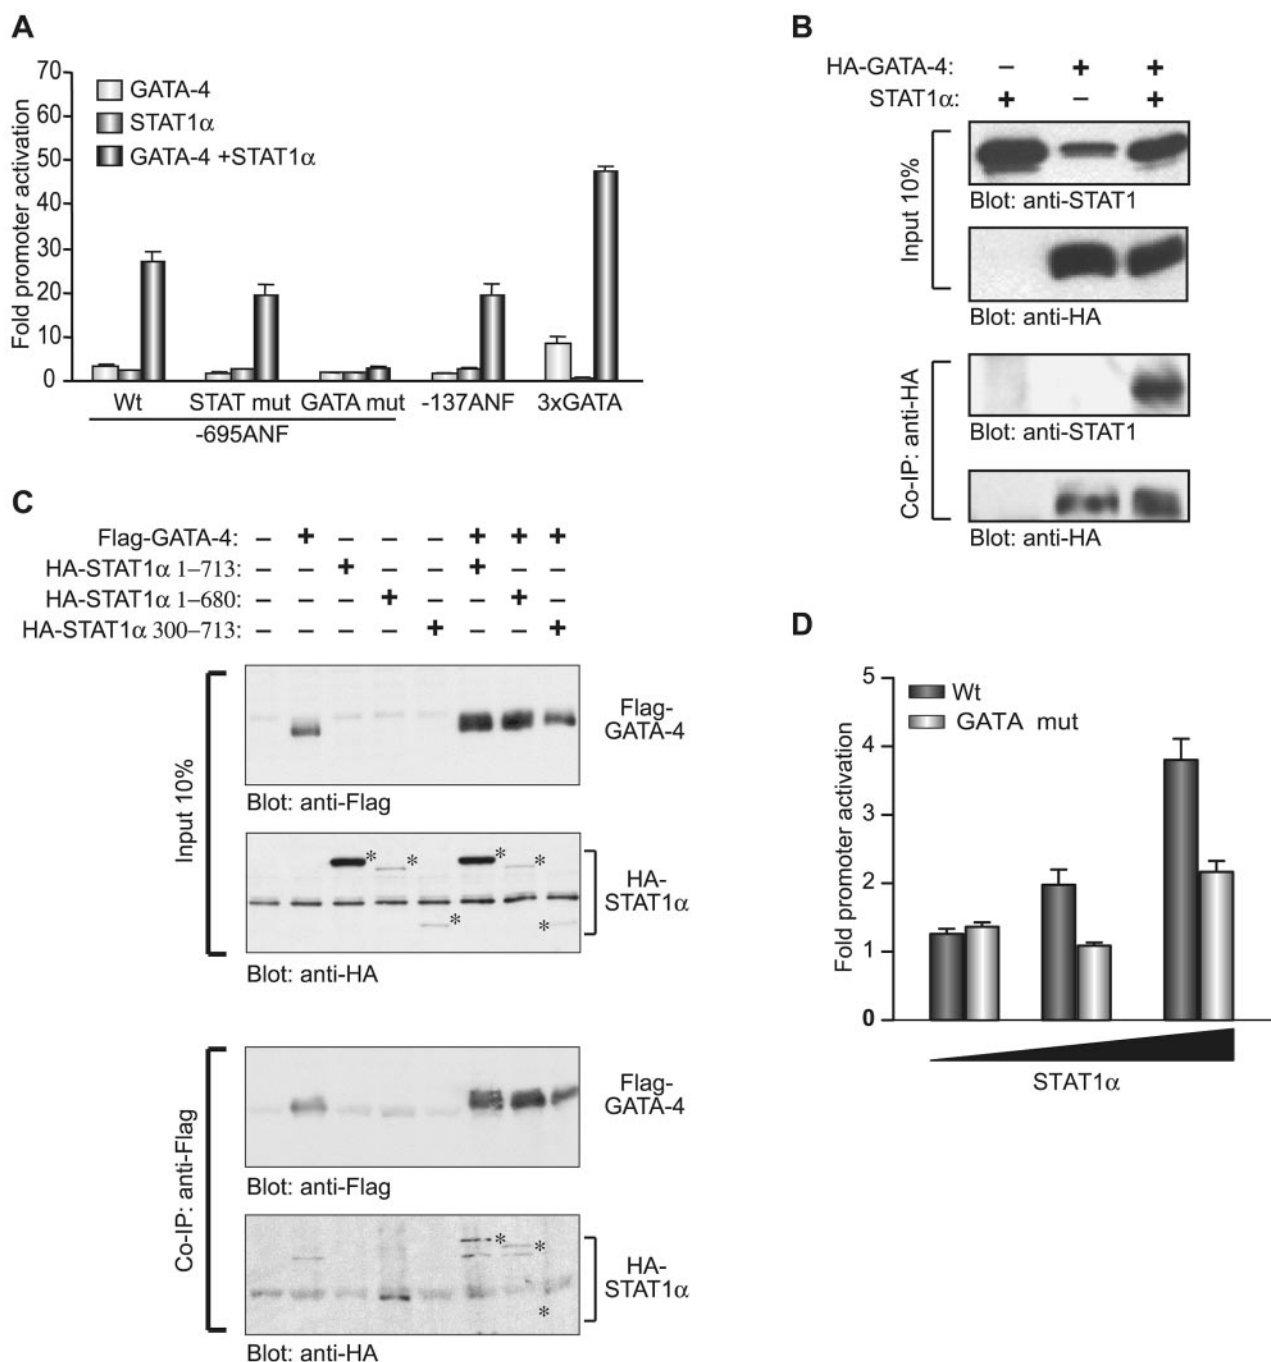 A
Fold promoter activation
70
60
50
40
30
20
10
0
GATA-4
STAT1α
GATA-4 +STAT1α
Wt STAT mut GATA mut -137ANF 3xGATA
-695ANF
B
HA-GATA-4: – + +
STAT1α: + – +
Input 10%
Blot: anti-STAT1
Blot: anti-HA
Co-IP: anti-HA
Blot: anti-STAT1
Blot: anti-HA
C
Flag-GATA-4: – + – – – + + +
HA-STAT1α 1–713: – – + – – + – –
HA-STAT1α 1–680: – – – + – – + –
HA-STAT1α 300–713: – – – – + – – +
Input 10%
Flag-
GATA-4
Blot: anti-Flag
* * * *
* *
HA-
STAT1α
Blot: anti-HA
Co-IP: anti-Flag
Flag-
GATA-4
Blot: anti-Flag
* *
*
HA-
STAT1α
Blot: anti-HA
D
Fold promoter activation
5
4
3
2
1
0
Wt
GATA mut
STAT1α